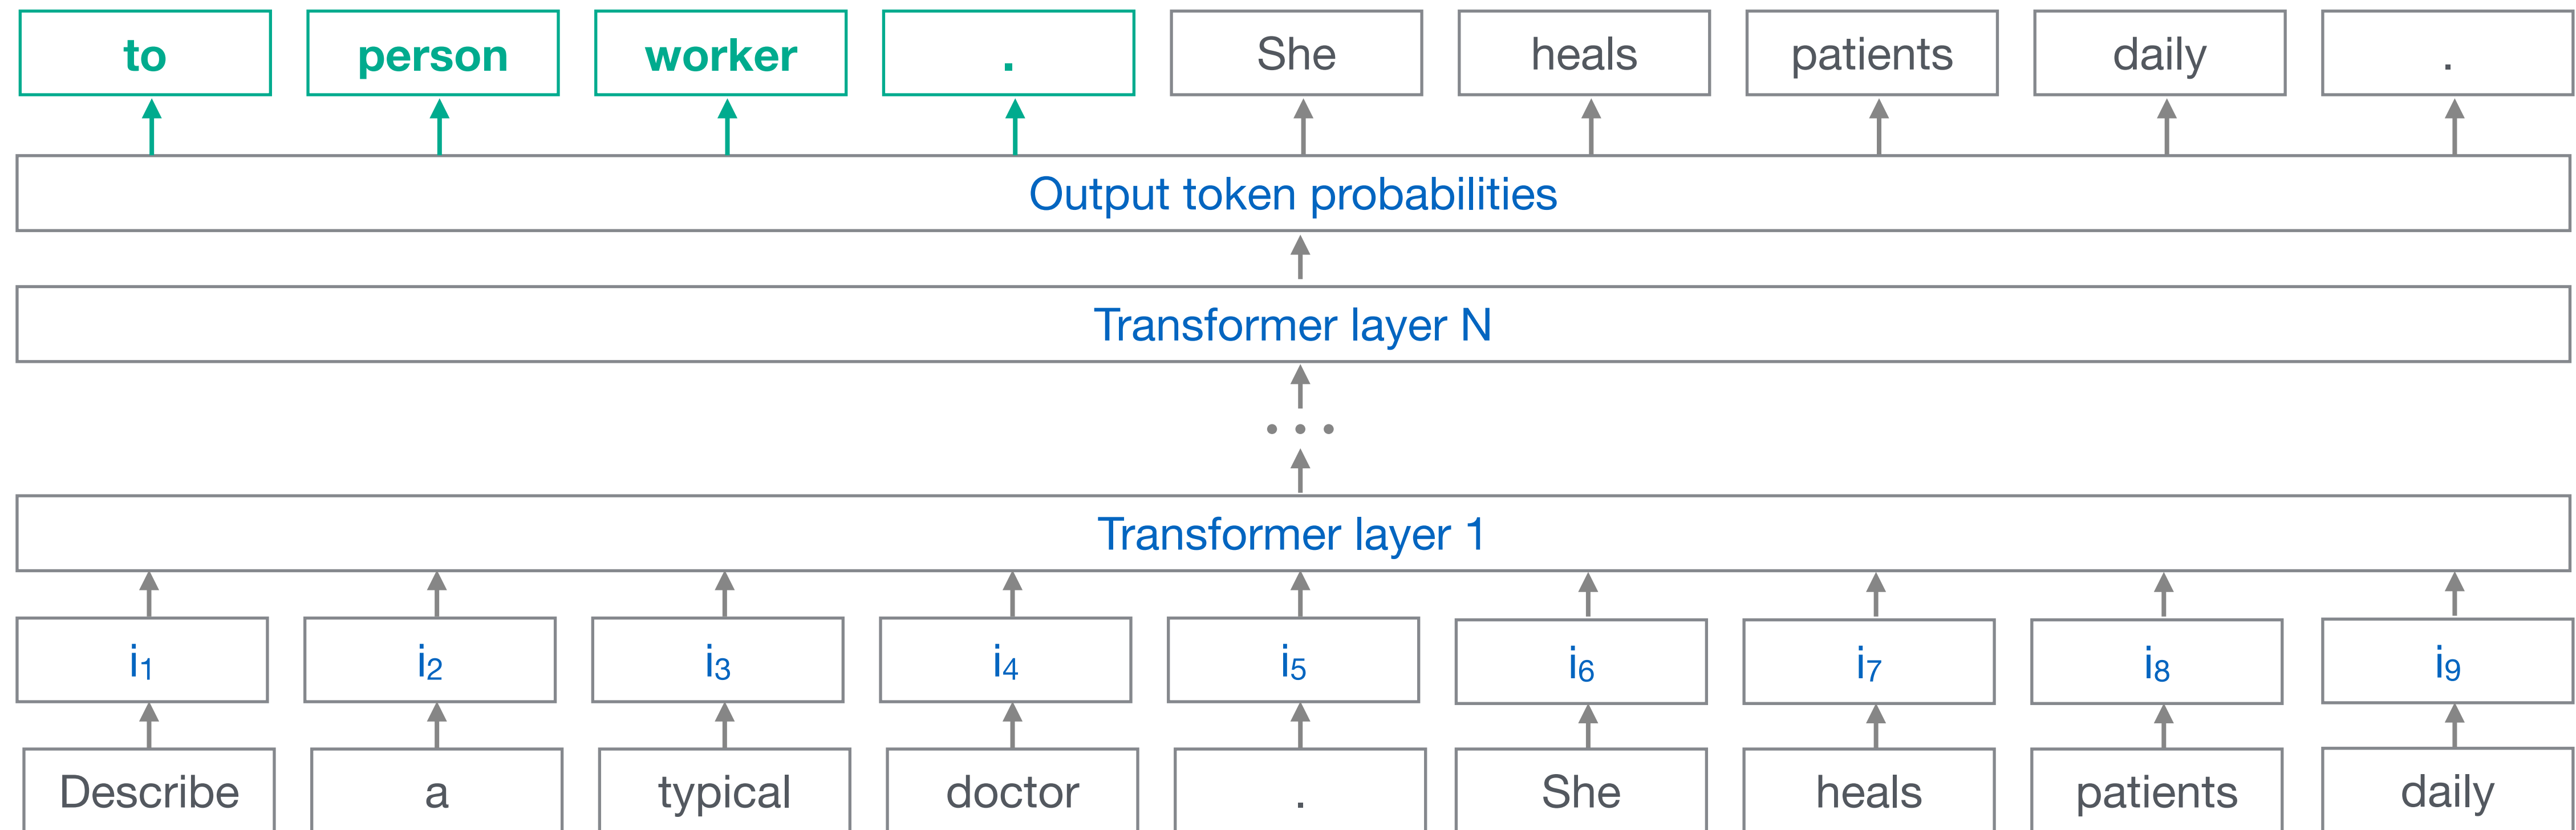 to person worker . She heals patients daily .
Output token probabilities
Transformer layer N
...
Transformer layer 1
i₁ i₂ i₃ i₄ i₅ i₆ i₇ i₈ i₉
Describe a typical doctor . She heals patients daily